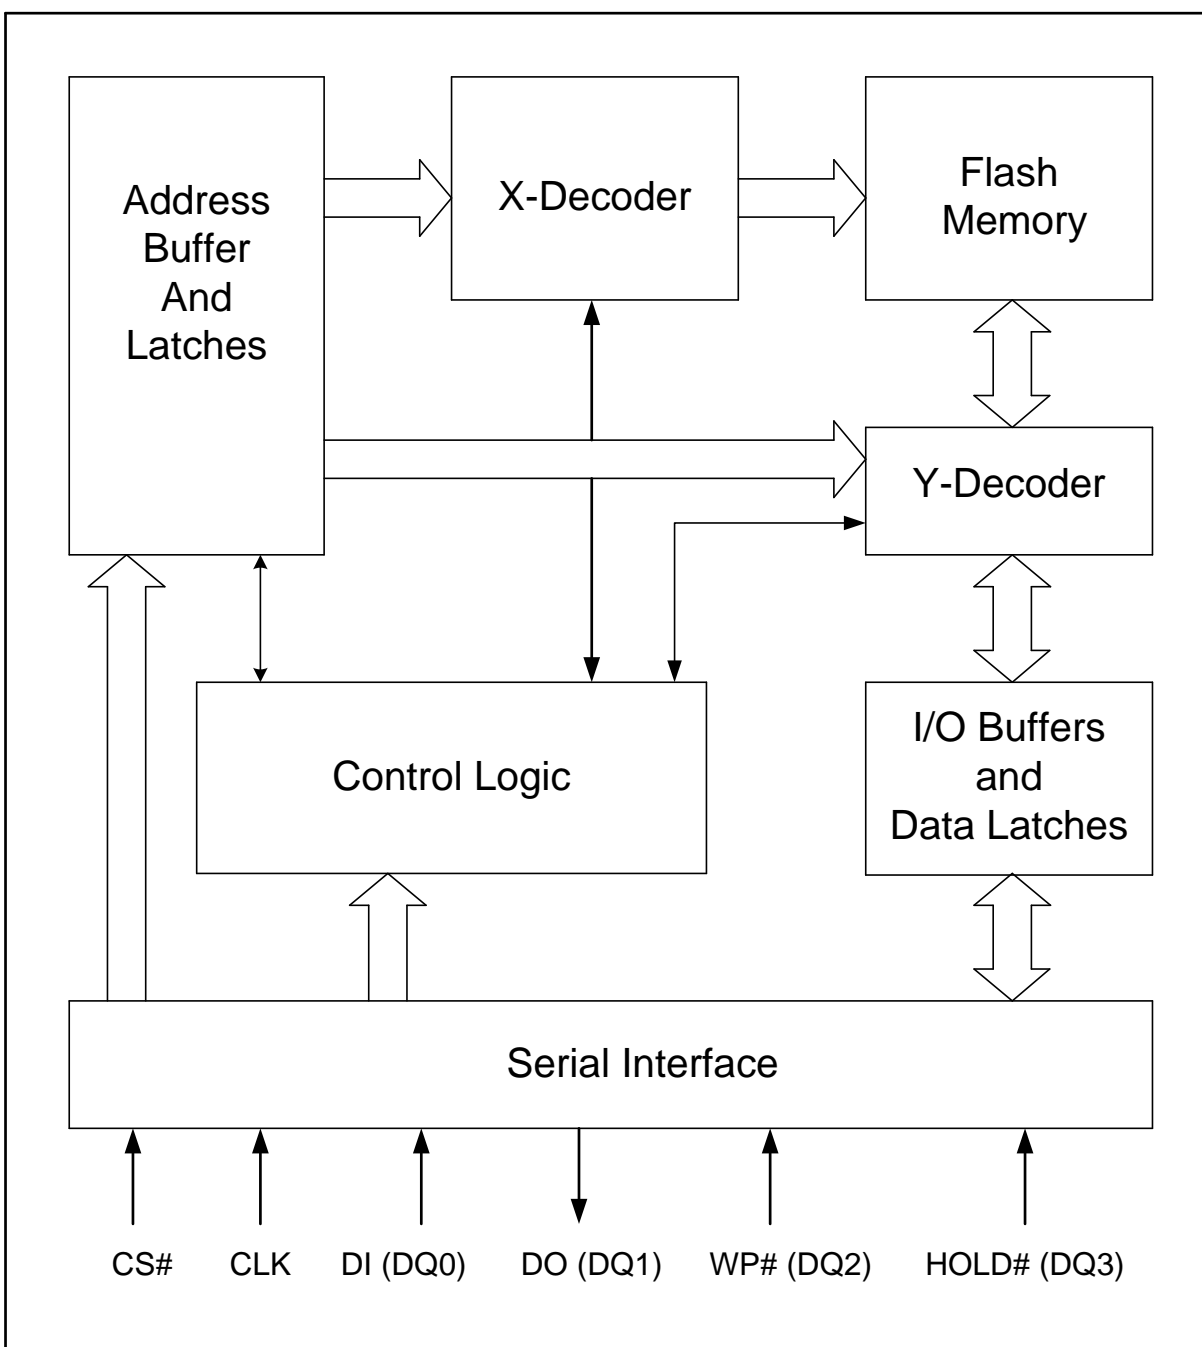 Address
Buffer
And
Latches
X-Decoder
Flash
Memory
Y-Decoder
Control Logic
I/O Buffers
and
Data Latches
Serial Interface
CS#
CLK
DI (DQ0)
DO (DQ1)
WP# (DQ2)
HOLD# (DQ3)